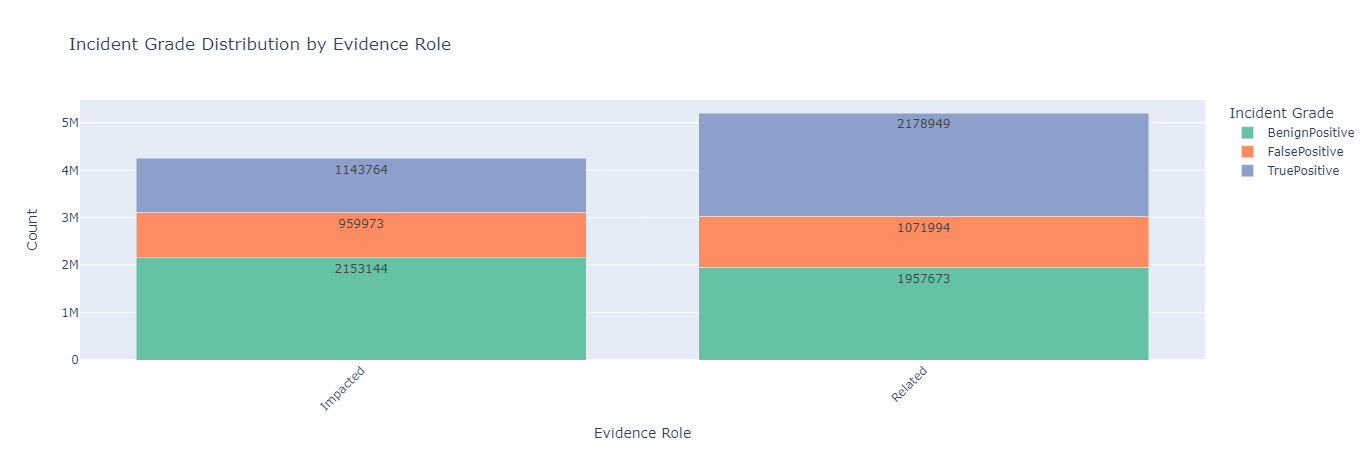 Incident Grade Distribution by Evidence Role
Incident Grade
BenignPositive
FalsePositive
TruePositive
Count
5M
4M
3M
2M
1M
0
1143764
959973
2153144
2178949
1071994
1957673
Impacted
Related
Evidence Role